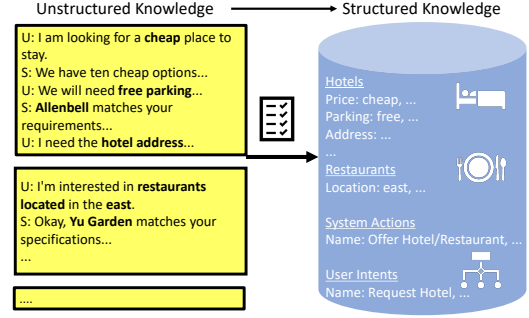 Unstructured Knowledge
Structured Knowledge
U: I am looking for a cheap place to
stay.
S: We have ten cheap options...
U: We will need free parking...
S: Allenbell matches your
requirements...
U: I need the hotel address...
U: I'm interested in restaurants
located in the east.
S: Okay, Yu Garden matches your
specifications...
...
....
Hotels
Price: cheap, ...
Parking: free, ...
Address: ...
...
Restaurants
Location: east, ...
System Actions
Name: Offer Hotel/Restaurant, ...
User Intents
Name: Request Hotel, ...